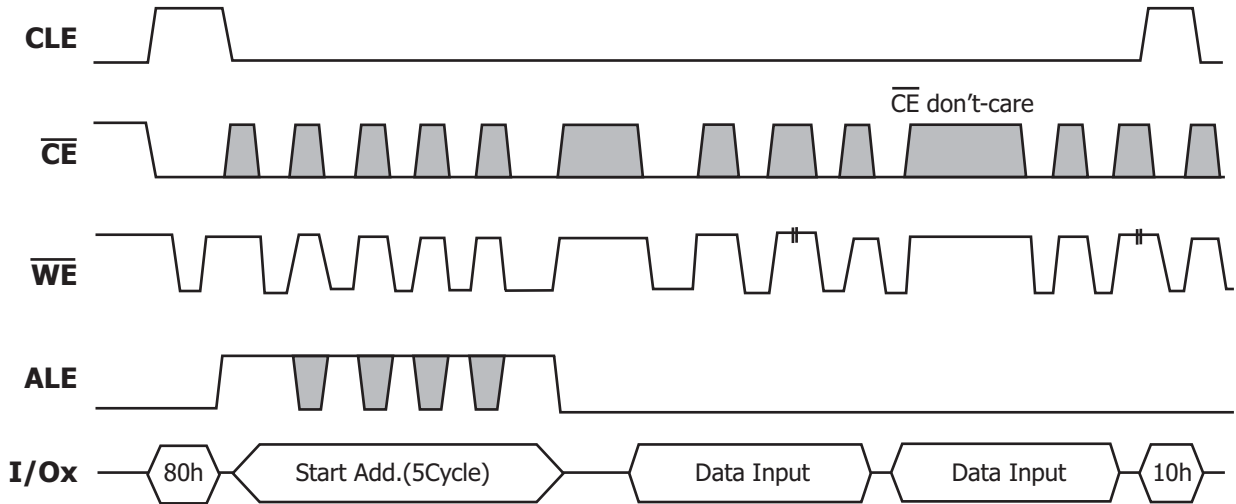 CLE
CE don't-care
CE
WE
ALE
I/Ox 80h Start Add.(5Cycle) Data Input Data Input 10h